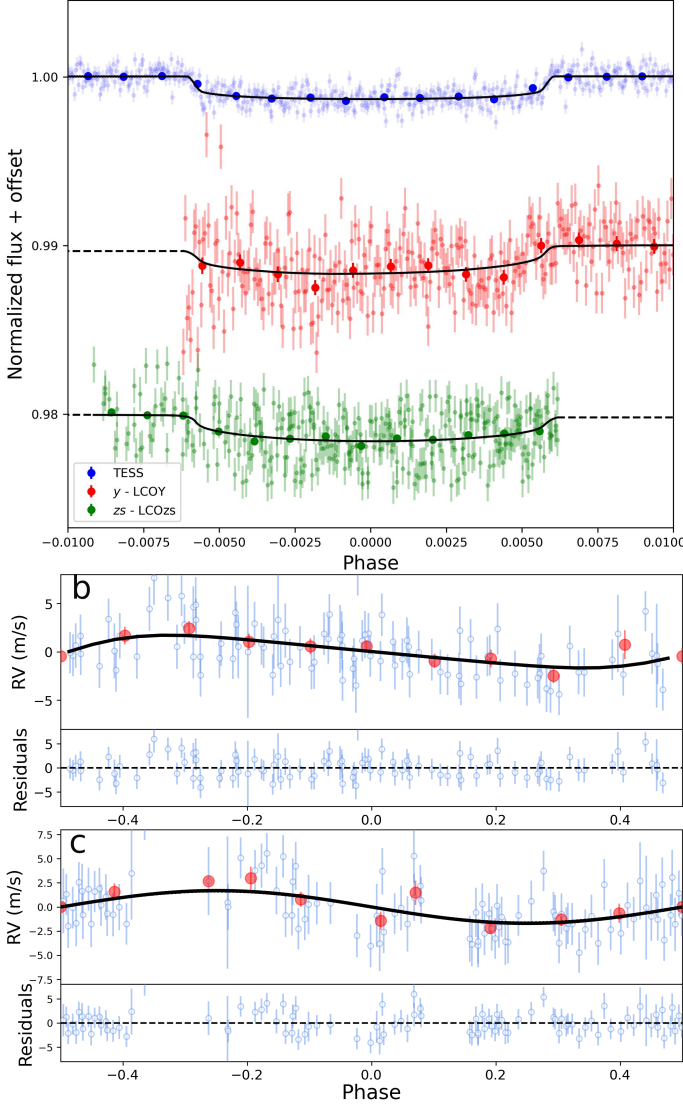 1.00
0.99
0.98
Normalized flux + offset
TESS
y - LCOY
zs - LCOzs
−0.0100 −0.0075 −0.0050 −0.0025 0.0000 0.0025 0.0050 0.0075 0.0100
Phase
b
5
0
−5
RV (m/s)
5
0
−5
Residuals
−0.4 −0.2 0.0 0.2 0.4
c
7.5
5.0
2.5
0.0
−2.5
−5.0
−7.5
RV (m/s)
5
0
−5
Residuals
−0.4 −0.2 0.0 0.2 0.4
Phase